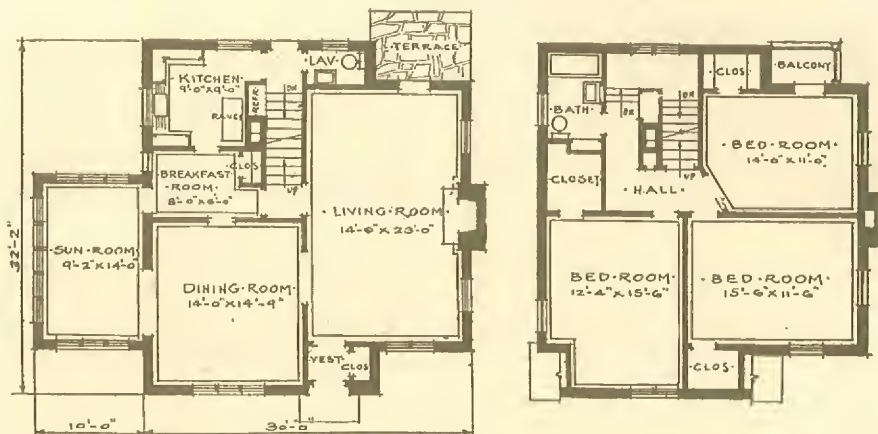 TERRACE
LAV
KITCHEN
9'-0"X9'-0"
RANGE
REFR.
DN
CLOS
UP
BREAKFAST
ROOM
8'-0"X6'-0"
LIVING-ROOM
14'-6"X23'-0"
SUN-ROOM
9'-2"X14'-0"
DINING-ROOM
14'-0"X14'-9"
VEST
CLOS
32'-2"
10'-0"
30'-0"
CLOS
BALCONY
BATH
DN
BED-ROOM
14'-6"X11'-0"
UP
CLOSET
HALL
BED-ROOM
12'-4"X15'-6"
BED-ROOM
15'-6"X11'-6"
CLOS